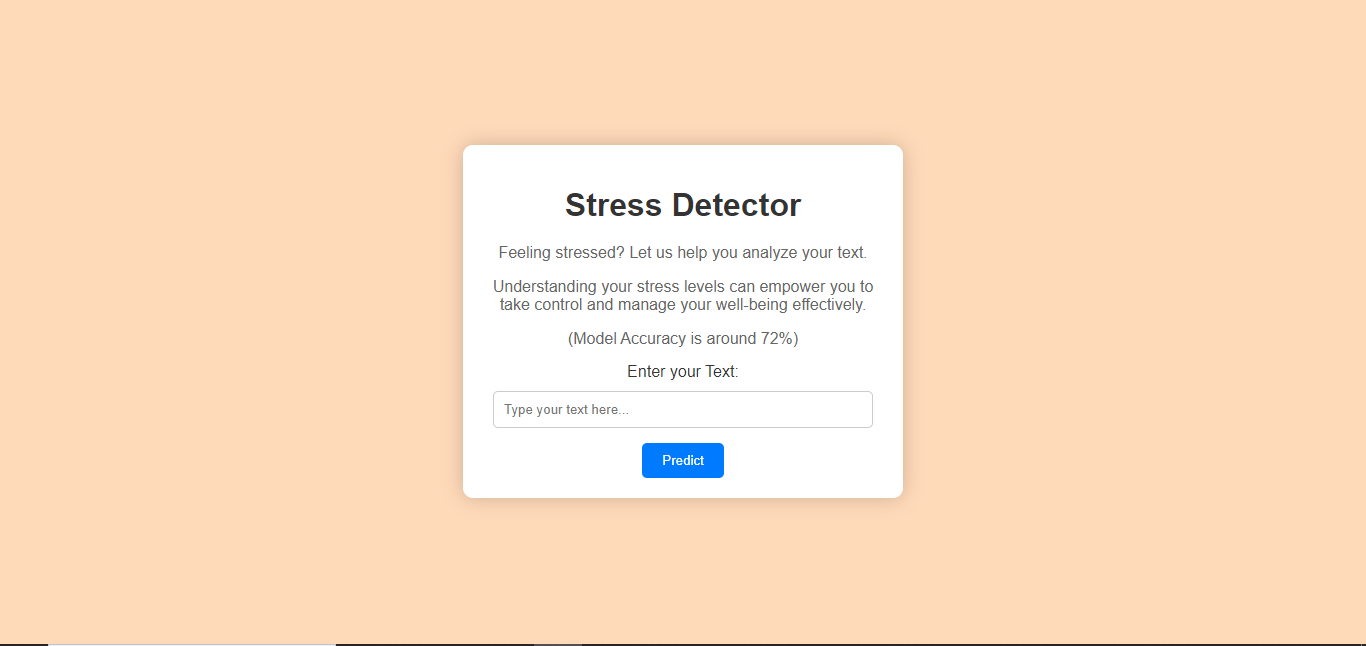 Stress Detector
Feeling stressed? Let us help you analyze your text.
Understanding your stress levels can empower you to
take control and manage your well-being effectively.
(Model Accuracy is around 72%)
Enter your Text:
Type your text here...
Predict